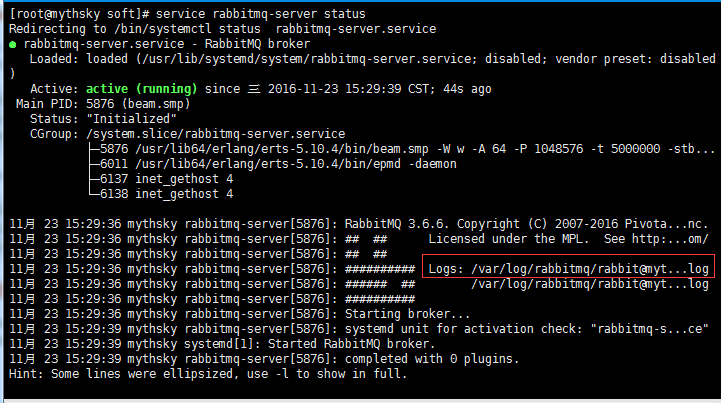 [root@mythsky soft]# service rabbitmq-server status
Redirecting to /bin/systemctl status  rabbitmq-server.service
● rabbitmq-server.service - RabbitMQ broker
   Loaded: loaded (/usr/lib/systemd/system/rabbitmq-server.service; disabled; vendor preset: disabled
)
   Active: active (running) since 三 2016-11-23 15:29:39 CST; 44s ago
 Main PID: 5876 (beam.smp)
   Status: "Initialized"
   CGroup: /system.slice/rabbitmq-server.service
           ├─5876 /usr/lib64/erlang/erts-5.10.4/bin/beam.smp -W w -A 64 -P 1048576 -t 5000000 -stb...
           ├─6011 /usr/lib64/erlang/erts-5.10.4/bin/epmd -daemon
           ├─6137 inet_gethost 4
           └─6138 inet_gethost 4

11月 23 15:29:36 mythsky rabbitmq-server[5876]: RabbitMQ 3.6.6. Copyright (C) 2007-2016 Pivota...nc.
11月 23 15:29:36 mythsky rabbitmq-server[5876]: ##  ##      Licensed under the MPL.  See http:...om/
11月 23 15:29:36 mythsky rabbitmq-server[5876]: ##  ##
11月 23 15:29:36 mythsky rabbitmq-server[5876]: ##########  Logs: /var/log/rabbitmq/rabbit@myt...log
11月 23 15:29:36 mythsky rabbitmq-server[5876]: ######  ##        /var/log/rabbitmq/rabbit@myt...log
11月 23 15:29:36 mythsky rabbitmq-server[5876]: ##########
11月 23 15:29:36 mythsky rabbitmq-server[5876]: Starting broker...
11月 23 15:29:39 mythsky rabbitmq-server[5876]: systemd unit for activation check: "rabbitmq-s...ce"
11月 23 15:29:39 mythsky systemd[1]: Started RabbitMQ broker.
11月 23 15:29:39 mythsky rabbitmq-server[5876]: completed with 0 plugins.
Hint: Some lines were ellipsized, use -l to show in full.